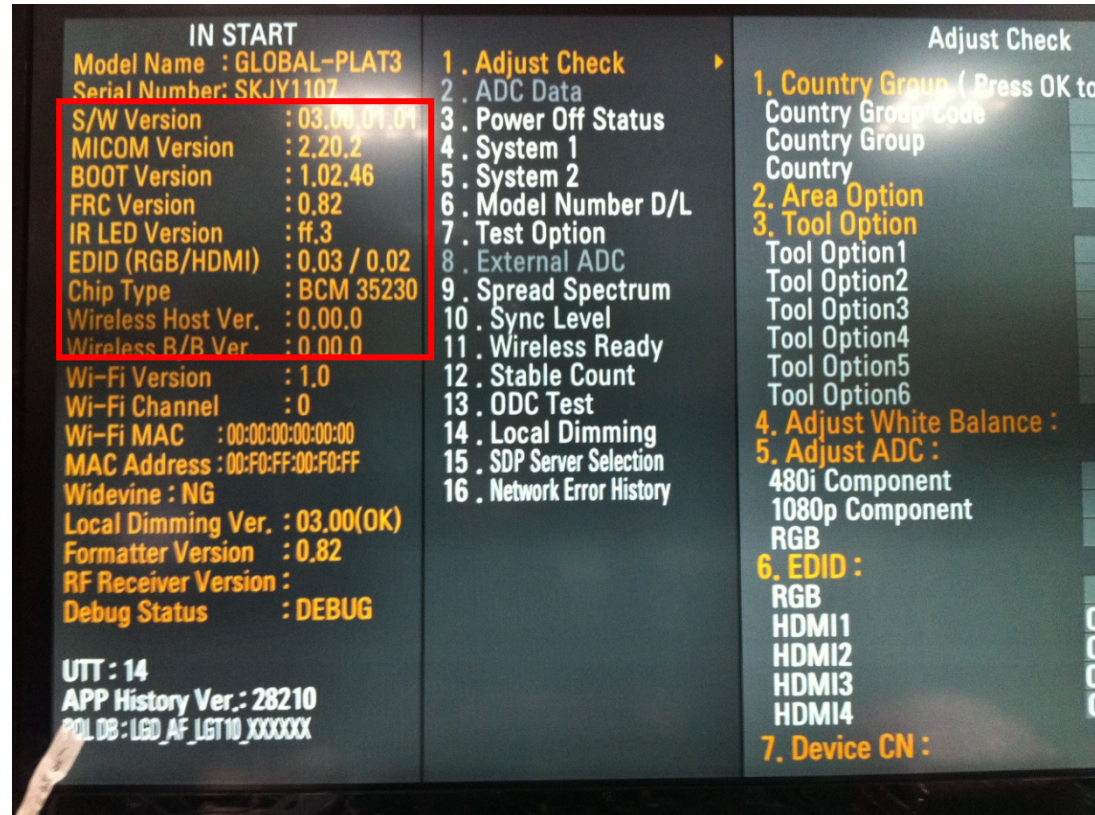 IN START
Model Name : GLOBAL-PLAT3
Serial Number: SKJY1107
S/W Version : 03.00.01.01
MICOM Version : 2.20.2
BOOT Version : 1.02.46
FRC Version : 0.82
IR LED Version : ff.3
EDID (RGB/HDMI) : 0.03 / 0.02
Chip Type : BCM 35230
Wireless Host Ver. : 0.00.0
Wireless B/B Ver. : 0.00.0
Wi-Fi Version : 1.0
Wi-Fi Channel : 0
Wi-Fi MAC : 00:00:00:00:00:00
MAC Address : 00:F0:FF:00:F0:FF
Widevine : NG
Local Dimming Ver. : 03.00(OK)
Formatter Version : 0.82
RF Receiver Version :
Debug Status : DEBUG
UTT : 14
APP History Ver.: 28210
DB : LGD_AF_LGT10_XXXXXX
1 . Adjust Check
2 . ADC Data
3 . Power Off Status
4 . System 1
5 . System 2
6 . Model Number D/L
7 . Test Option
8 . External ADC
9 . Spread Spectrum
10 . Sync Level
11 . Wireless Ready
12 . Stable Count
13 . ODC Test
14 . Local Dimming
15 . SDP Server Selection
16 . Network Error History
Adjust Check
1. Country Group ( Press OK to
Country Group Code
Country Group
Country
2. Area Option
3. Tool Option
Tool Option1
Tool Option2
Tool Option3
Tool Option4
Tool Option5
Tool Option6
4. Adjust White Balance :
5. Adjust ADC :
480i Component
1080p Component
RGB
6. EDID :
RGB
HDMI1
HDMI2
HDMI3
HDMI4
7. Device CN :